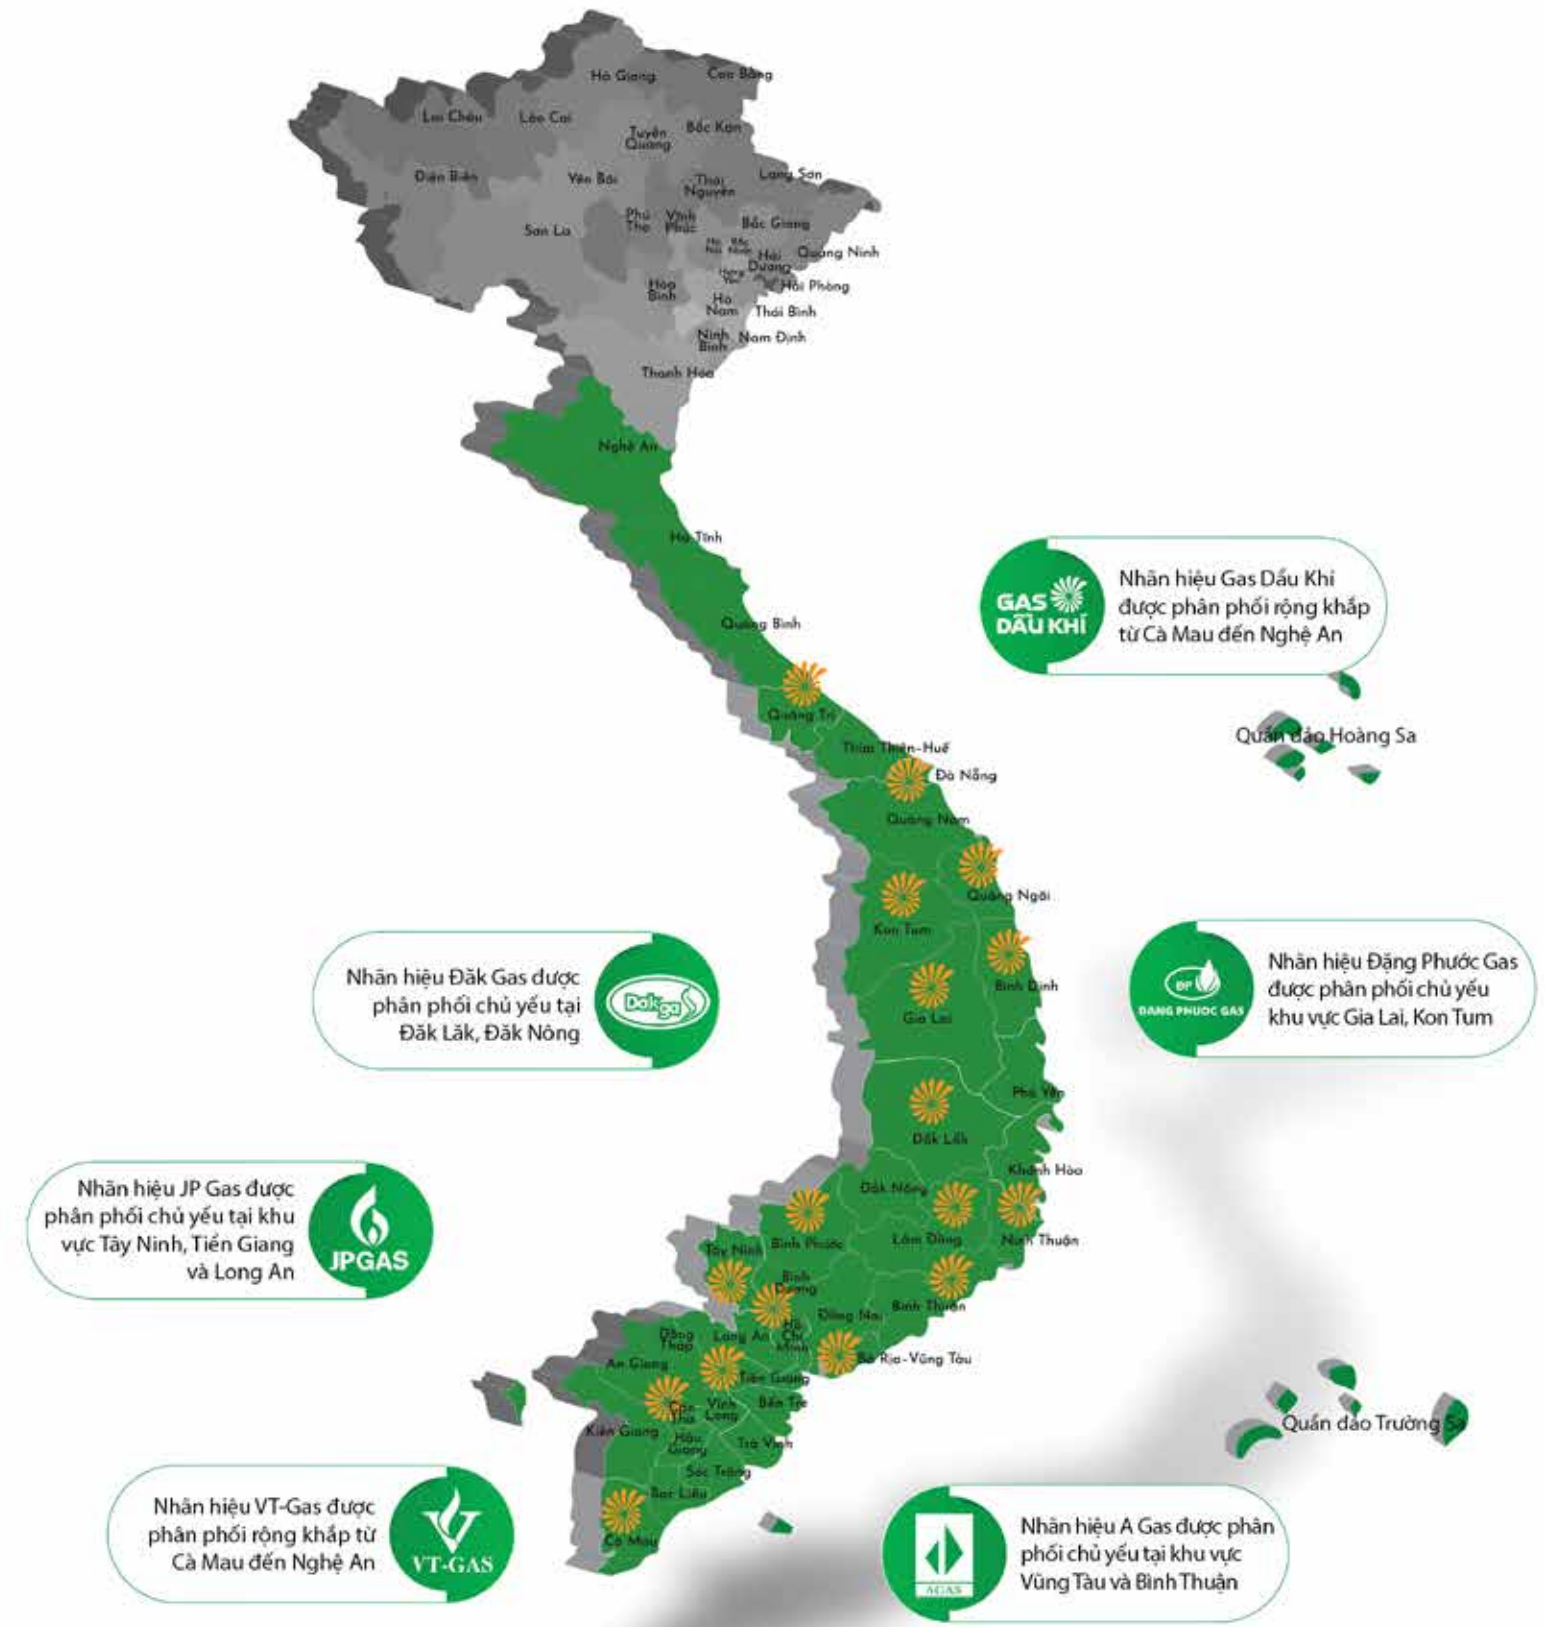 Hà Giang
Cao Bằng
Lai Châu
Lào Cai
Tuyên
Quang
Bắc Kạn
Điện Biên
Yên Bái
Thái
Nguyên
Lạng Sơn
Sơn La
Phú
Thọ
Vĩnh
Phúc
Bắc Giang
Hà
Nội
Bắc
Ninh
Hải
Dương
Quảng Ninh
Hưng
Yên
Hải Phòng
Hòa
Bình
Hà
Nam
Thái Bình
Ninh
Bình
Nam Định
Thanh Hóa
Nghệ An
Hà Tĩnh
Quảng Bình
GAS
DẦU KHÍ
Nhãn hiệu Gas Dầu Khí
được phân phối rộng khắp
từ Cà Mau đến Nghệ An
Quảng Trị
Thừa Thiên-Huế
Quần đảo Hoàng Sa
Đà Nẵng
Quảng Nam
Quảng Ngãi
Kon Tum
Bình Định
Gia Lai
Nhãn hiệu Đăk Gas được
phân phối chủ yếu tại
Đăk Lăk, Đăk Nông
Dakgas
ĐP
DANG PHUOC GAS
Nhãn hiệu Đặng Phước Gas
được phân phối chủ yếu
khu vực Gia Lai, Kon Tum
Phú Yên
Đắk Lắk
Khánh Hòa
Đắk Nông
Nhãn hiệu JP Gas được
phân phối chủ yếu tại khu
vực Tây Ninh, Tiền Giang
và Long An
JPGAS
Tây Ninh
Bình Phước
Lâm Đồng
Ninh Thuận
Bình
Dương
Bình Thuận
Đồng Nai
Đồng
Tháp
Long An
Hồ
Chí
Minh
An Giang
Bà Rịa-Vũng Tàu
Tiền Giang
Cần
Thơ
Vĩnh
Long
Bến Tre
Kiên Giang
Hậu
Giang
Trà Vinh
Quần đảo Trường Sa
Sóc Trăng
Bạc Liêu
Cà Mau
Nhãn hiệu VT-Gas được
phân phối rộng khắp từ
Cà Mau đến Nghệ An
VT-GAS
AGAS
Nhãn hiệu A Gas được phân
phối chủ yếu tại khu vực
Vũng Tàu và Bình Thuận